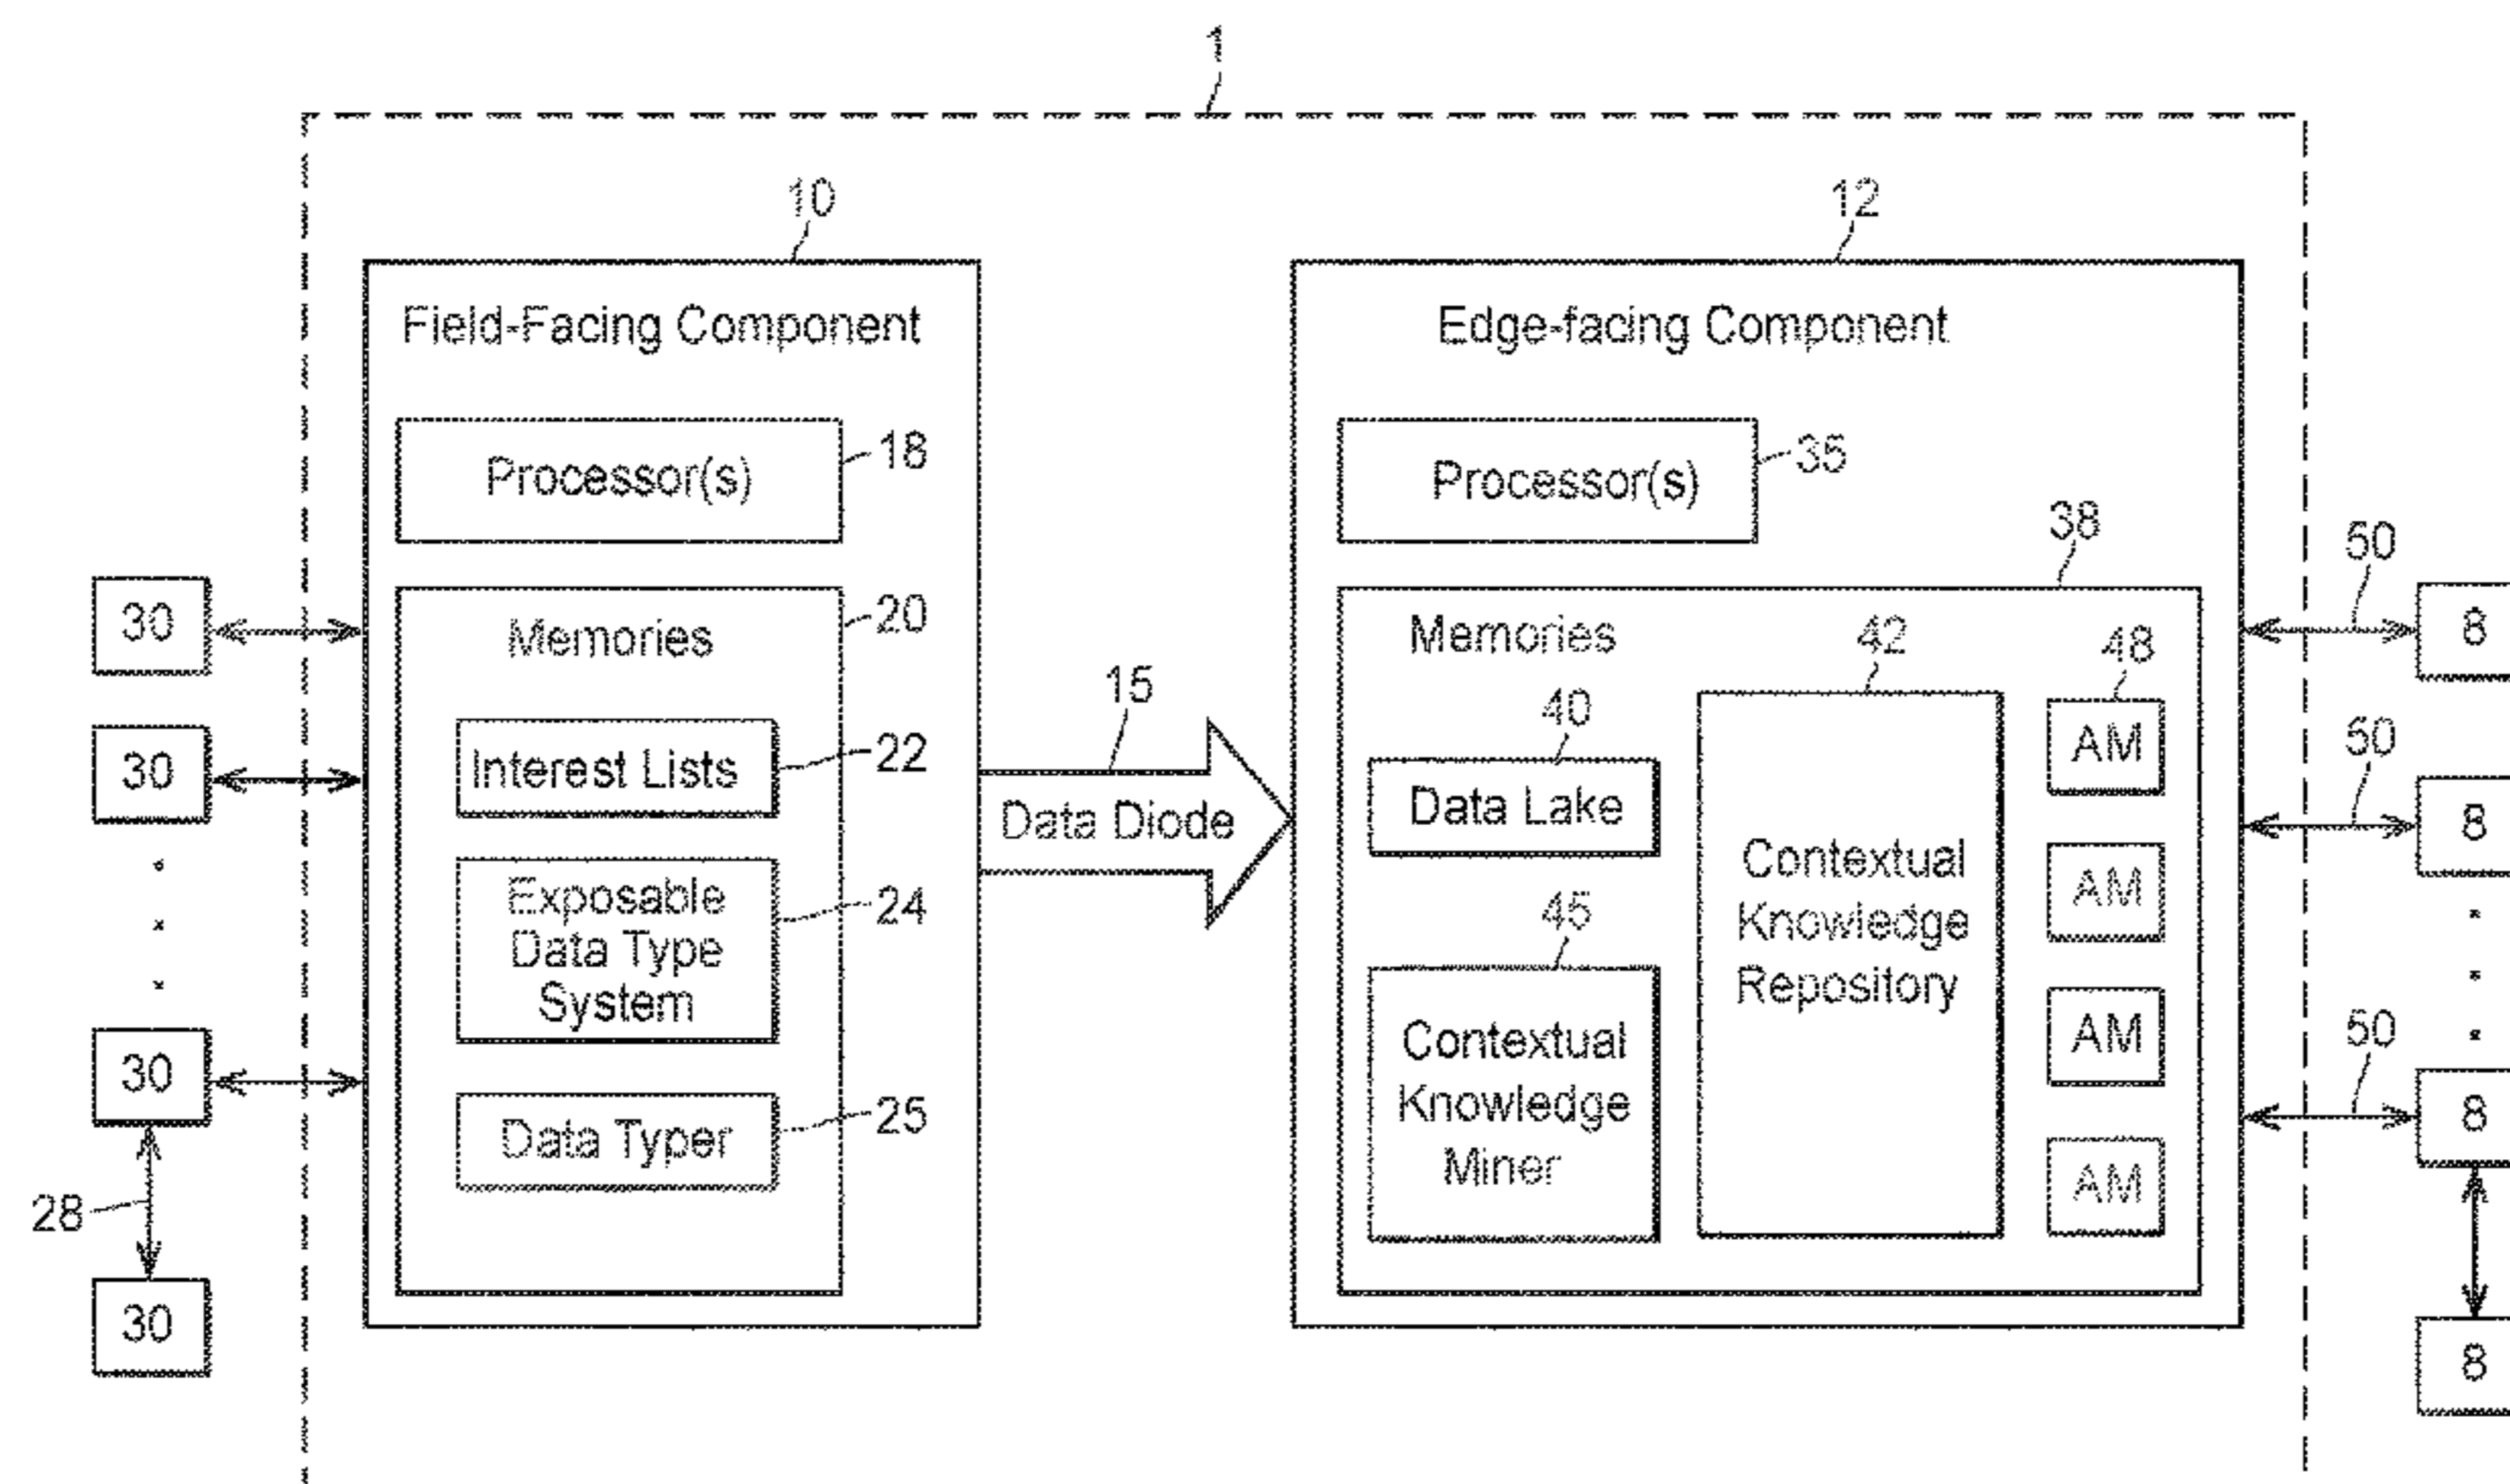 1
10
12
Field-Facing Component
Edge-facing Component
Processor(s)
18
Processor(s)
35
38
50
30
8
Memories
20
Memories
42
48
15
40
50
30
Interest Lists
22
AM
8
Data Diode
Data Lake
Contextual
Knowledge
Repository
Exposable
Data Type
System
24
45
AM
Contextual
Knowledge
Miner
AM
50
30
8
Data Typer
25
AM
28
30
8